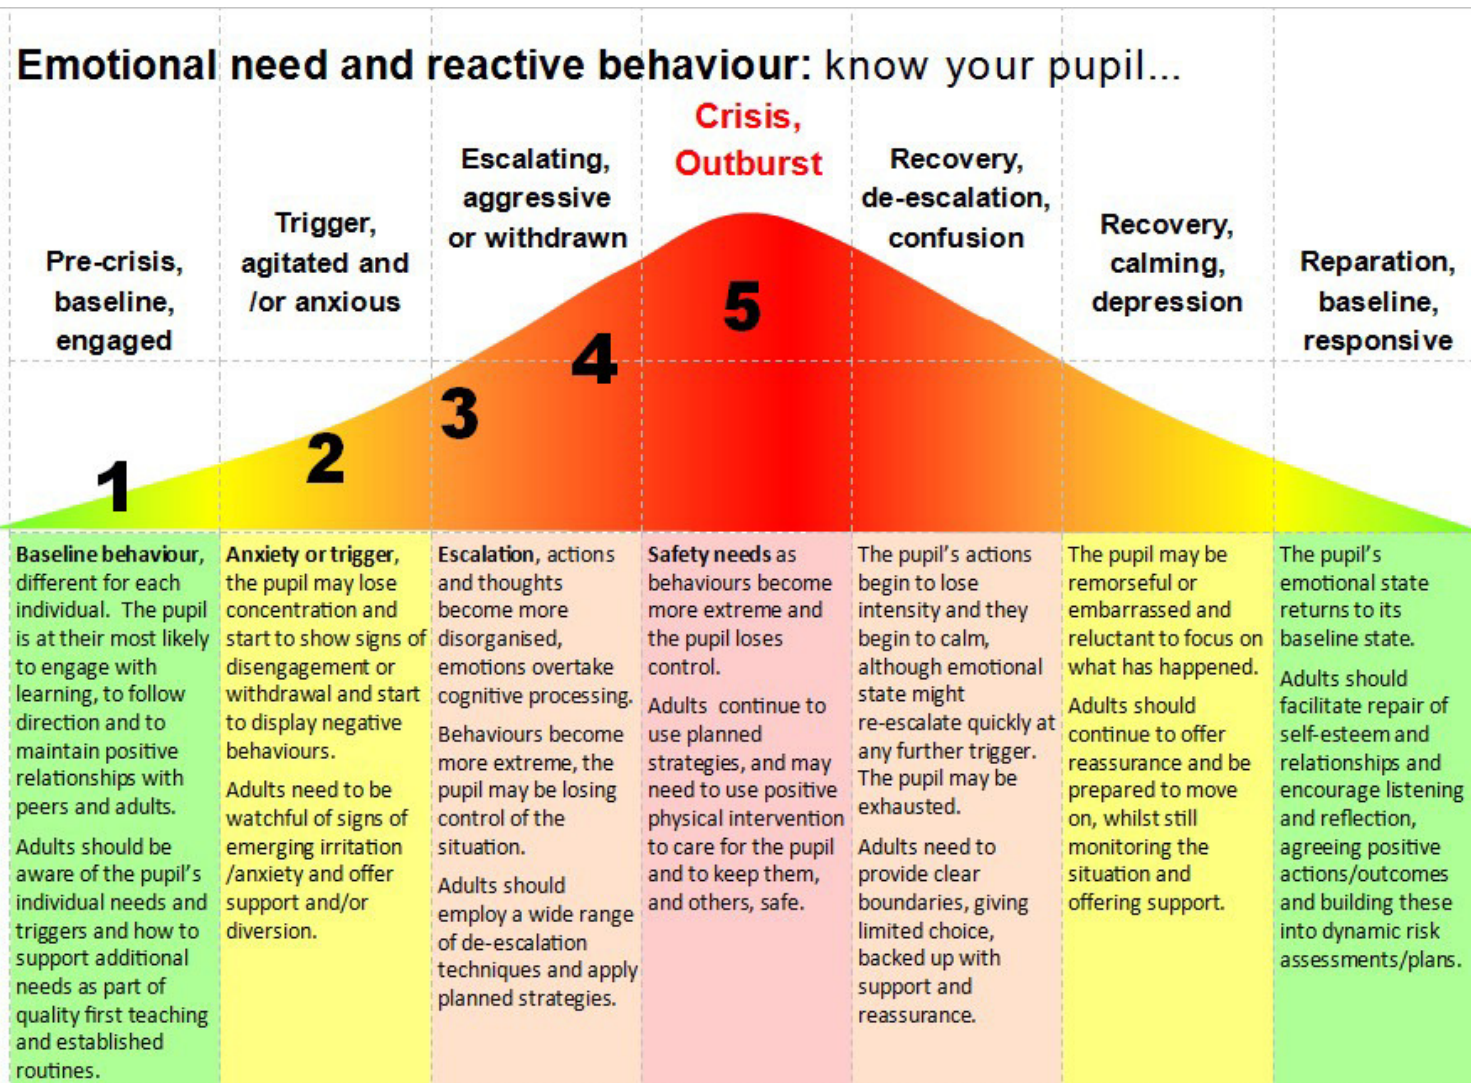 Emotional need and reactive behaviour: know your pupil...
Pre-crisis,
baseline,
engaged
Trigger,
agitated and
/or anxious
Escalating,
aggressive
or withdrawn
Crisis,
Outburst
Recovery,
de-escalation,
confusion
Recovery,
calming,
depression
Reparation,
baseline,
responsive
1
2
3
4
5
Baseline behaviour,
different for each
individual.  The pupil
is at their most likely
to engage with
learning, to follow
direction and to
maintain positive
relationships with
peers and adults.
Adults should be
aware of the pupil's
individual needs and
triggers and how to
support additional
needs as part of
quality first teaching
and established
routines.
Anxiety or trigger,
the pupil may lose
concentration and
start to show signs of
disengagement or
withdrawal and start
to display negative
behaviours.
Adults need to be
watchful of signs of
emerging irritation
/anxiety and offer
support and/or
diversion.
Escalation, actions
and thoughts
become more
disorganised,
emotions overtake
cognitive processing.
Behaviours become
more extreme, the
pupil may be losing
control of the
situation.
Adults should
employ a wide range
of de-escalation
techniques and apply
planned strategies.
Safety needs as
behaviours become
more extreme and
the pupil loses
control.
Adults  continue to
use planned
strategies, and may
need to use positive
physical intervention
to care for the pupil
and to keep them,
and others, safe.
The pupil's actions
begin to lose
intensity and they
begin to calm,
although emotional
state might
re-escalate quickly at
any further trigger.
The pupil may be
exhausted.
Adults need to
provide clear
boundaries, giving
limited choice,
backed up with
support and
reassurance.
The pupil may be
remorseful or
embarrassed and
reluctant to focus on
what has happened.
Adults should
continue to offer
reassurance and be
prepared to move
on, whilst still
monitoring the
situation and
offering support.
The pupil's
emotional state
returns to its
baseline state.
Adults should
facilitate repair of
self-esteem and
relationships and
encourage listening
and reflection,
agreeing positive
actions/outcomes
and building these
into dynamic risk
assessments/plans.